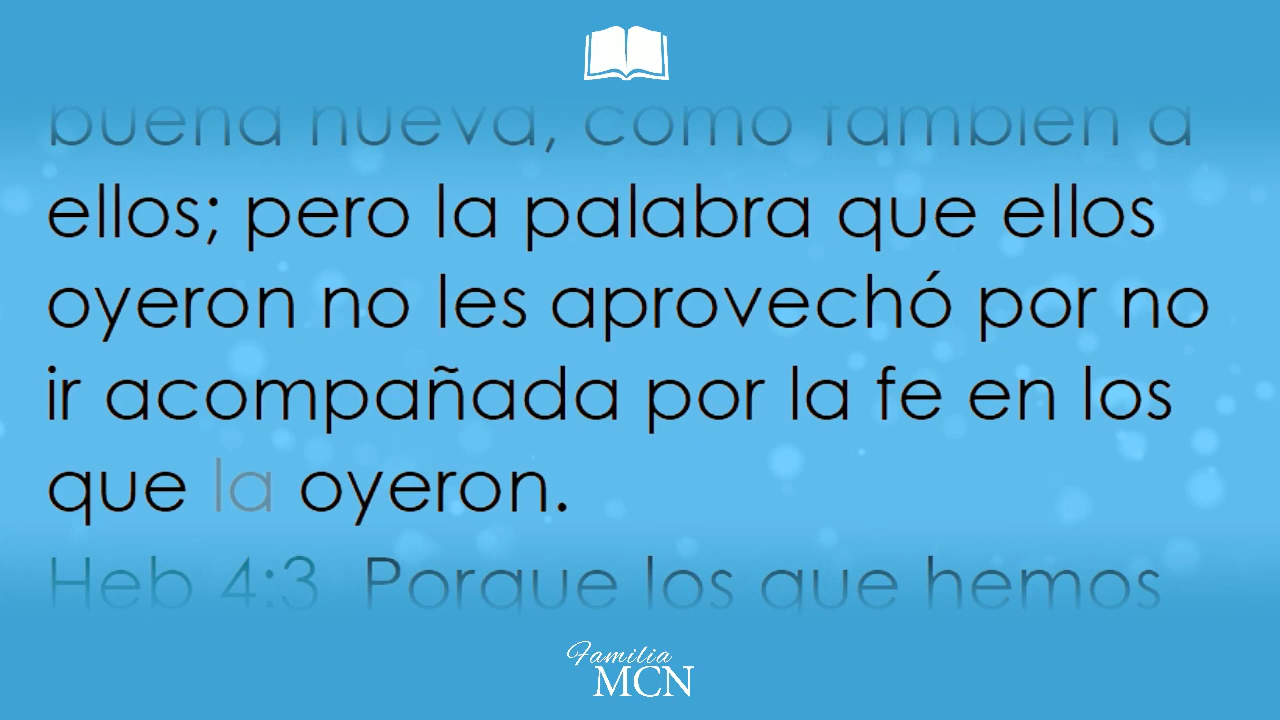 buena nueva, como también a
ellos; pero la palabra que ellos
oyeron no les aprovechó por no
ir acompañada por la fe en los
que la oyeron.
Heb 4:3 Porque los que hemos
Familia
MCN